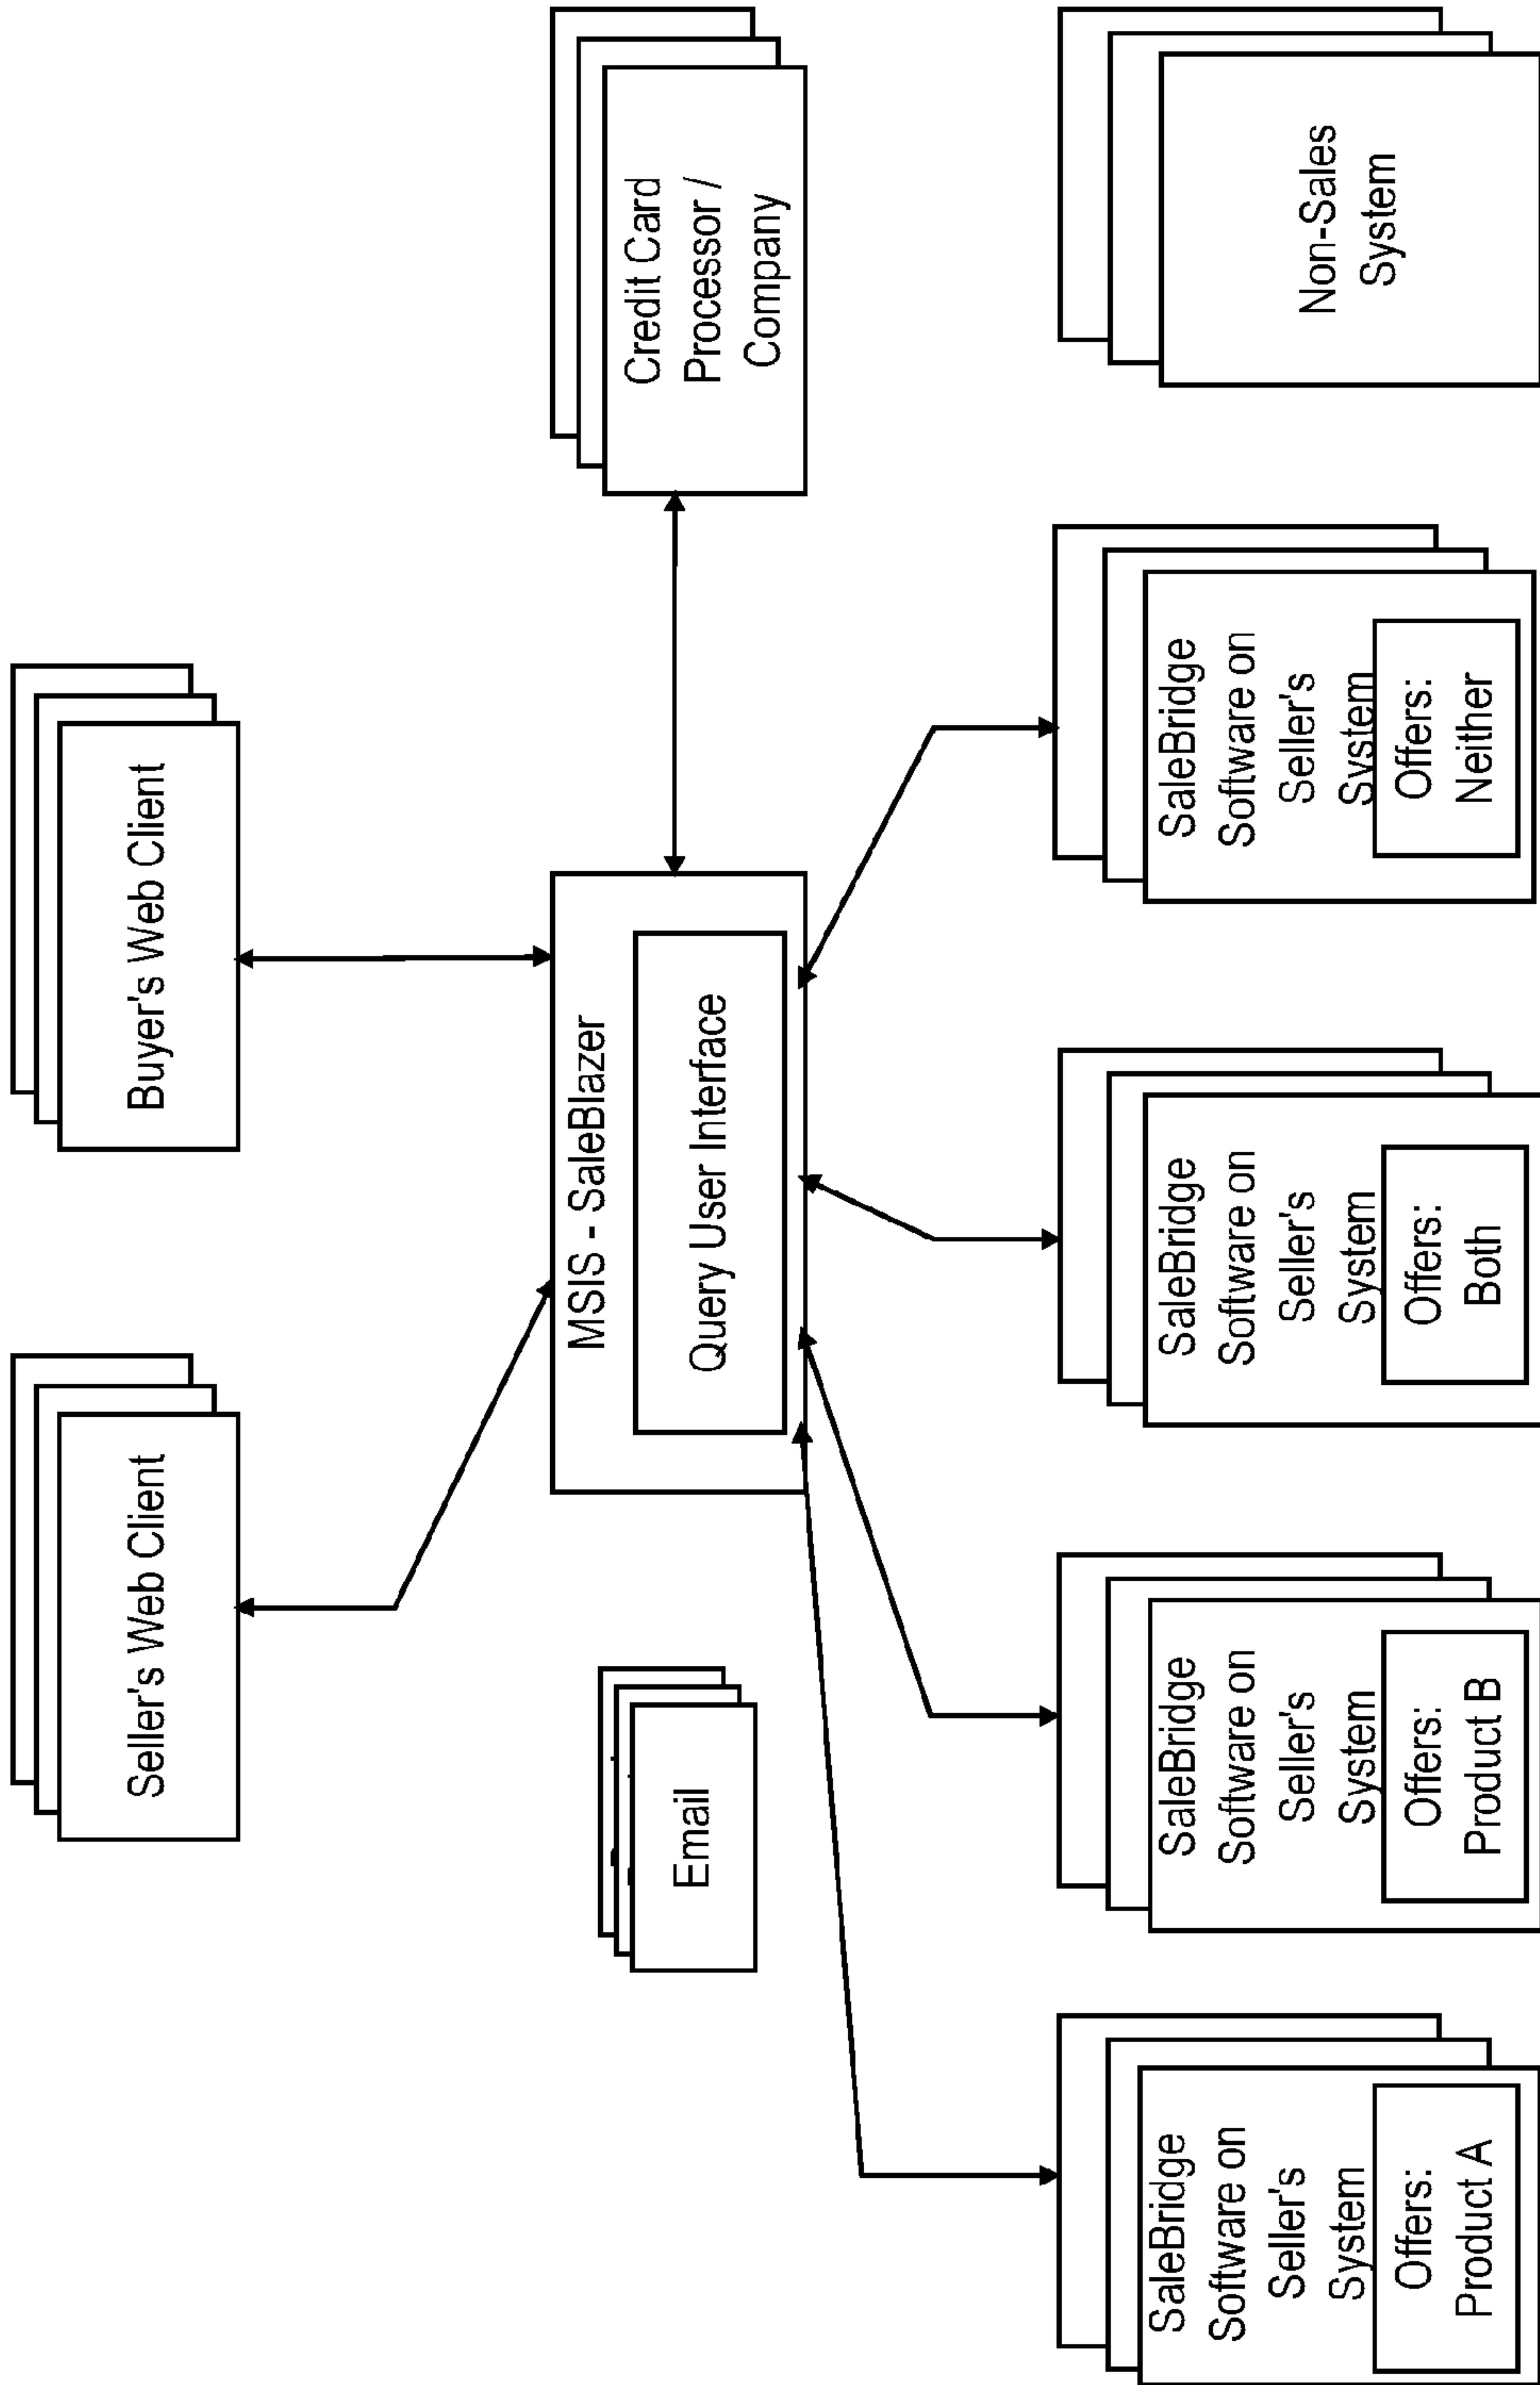 Seller's Web Client
Buyer's Web Client
Email
MSIS - SaleBlazer
Query User Interface
Credit Card
Processor /
Company
SaleBridge
Software on
Seller's
System
Offers:
Product A
SaleBridge
Software on
Seller's
System
Offers:
Product B
SaleBridge
Software on
Seller's
System
Offers:
Both
SaleBridge
Software on
Seller's
System
Offers:
Neither
Non-Sales
System